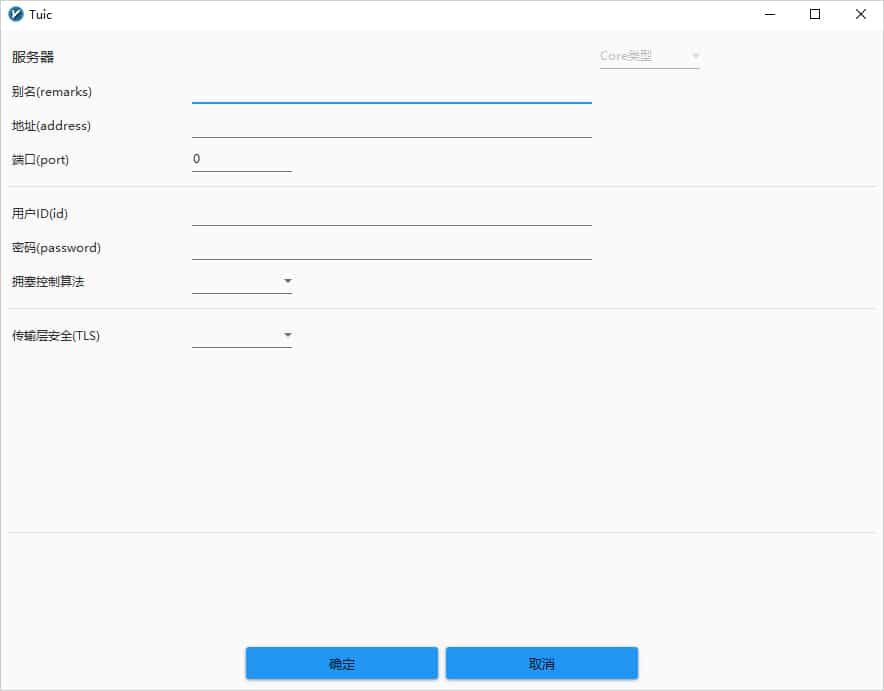 Tuic
服务器 Core类型
别名(remarks)
地址(address)
端口(port) 0
用户ID(id)
密码(password)
拥塞控制算法
传输层安全(TLS)
确定 取消